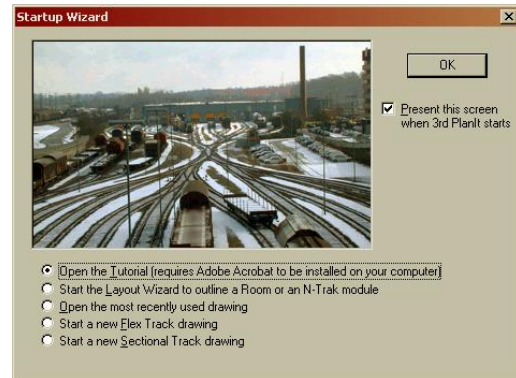 Startup Wizard
OK
Present this screen
when 3rd PlanIt starts
Open the Tutorial (requires Adobe Acrobat to be installed on your computer)
Start the Layout Wizard to outline a Room or an N-Trak module
Open the most recently used drawing
Start a new Flex Track drawing
Start a new Sectional Track drawing